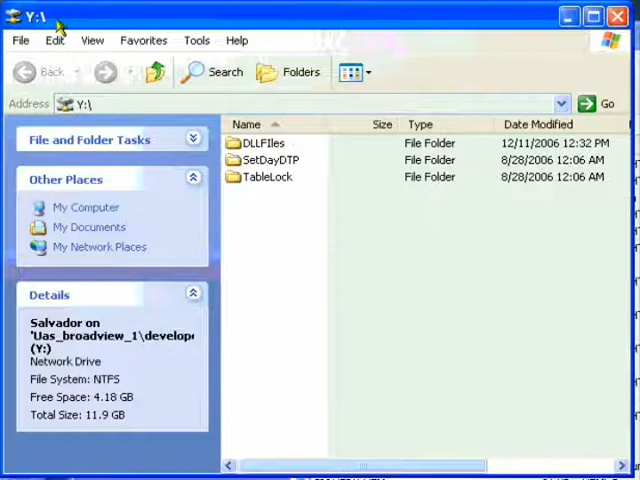 Y:\
File Edit View Favorites Tools Help
Back Search Folders
Address Y:\ Go
File and Folder Tasks
Other Places
My Computer
My Documents
My Network Places
Details
Salvador on
'Uas_broadview_1\develope
(Y:)
Network Drive
File System: NTFS
Free Space: 4.18 GB
Total Size: 11.9 GB
Name Size Type Date Modified
DLLFIles File Folder 12/11/2006 12:32 PM
SetDayDTP File Folder 8/28/2006 12:06 AM
TableLock File Folder 8/28/2006 12:06 AM